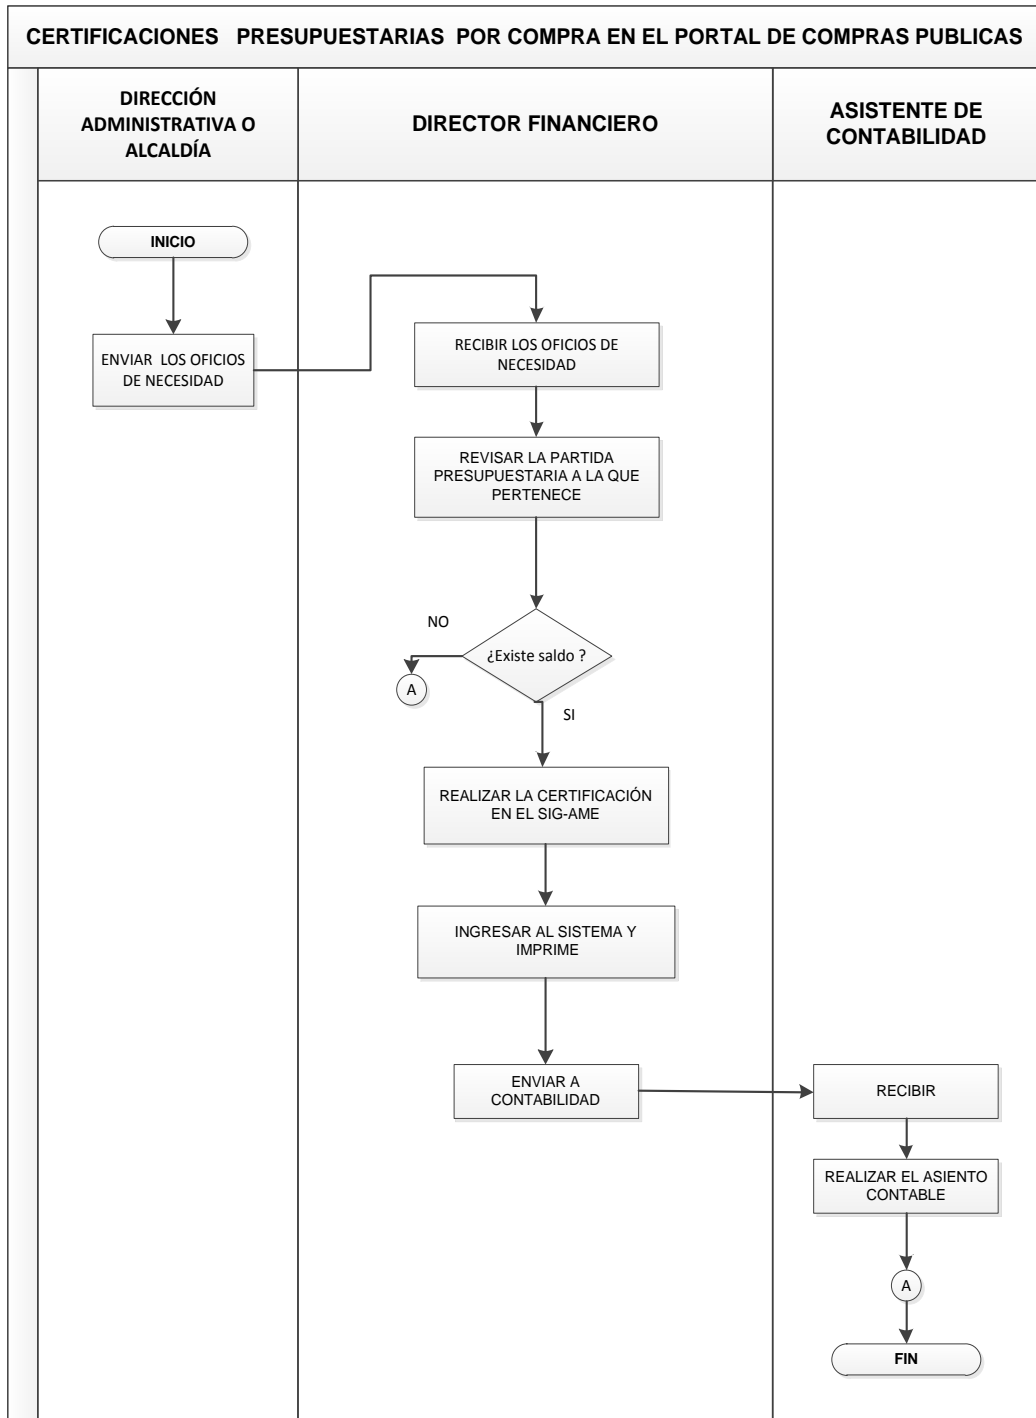 CERTIFICACIONES PRESUPUESTARIAS POR COMPRA EN EL PORTAL DE COMPRAS PUBLICAS
DIRECCIÓN
ADMINISTRATIVA O
ALCALDÍA
DIRECTOR FINANCIERO
ASISTENTE DE
CONTABILIDAD
INICIO
ENVIAR LOS OFICIOS
DE NECESIDAD
RECIBIR LOS OFICIOS DE
NECESIDAD
REVISAR LA PARTIDA
PRESUPUESTARIA A LA QUE
PERTENECE
¿Existe saldo ?
NO
A
SI
REALIZAR LA CERTIFICACIÓN
EN EL SIG-AME
INGRESAR AL SISTEMA Y
IMPRIME
ENVIAR A
CONTABILIDAD
RECIBIR
REALIZAR EL ASIENTO
CONTABLE
A
FIN